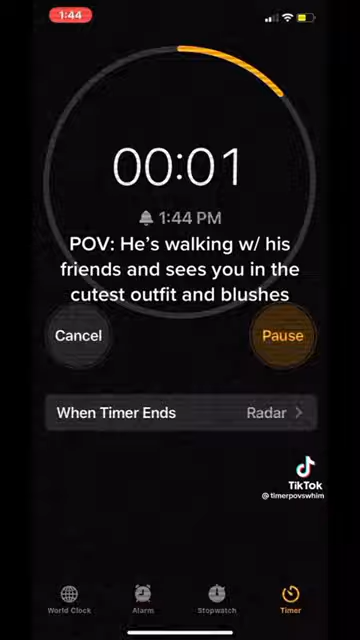 1:44
00:01
1:44 PM
POV: He's walking w/ his
friends and sees you in the
cutest outfit and blushes
Cancel
Pause
When Timer Ends
Radar
TikTok
@timerpovswhim
World Clock
Alarm
Stopwatch
Timer